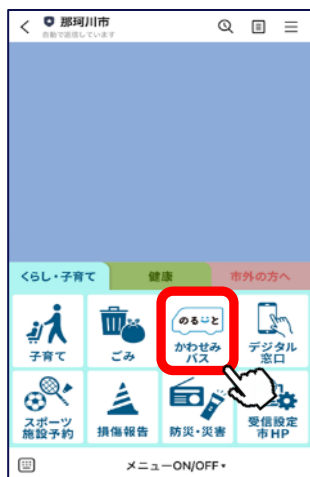 那珂川市
自動で返信しています
くらし・子育て
健康
市外の方へ
子育て
ごみ
のるーと
かわせみ
バス
デジタル
窓口
スポーツ
施設予約
損傷報告
防災・災害
受信設定
市HP
メニューON/OFF▾